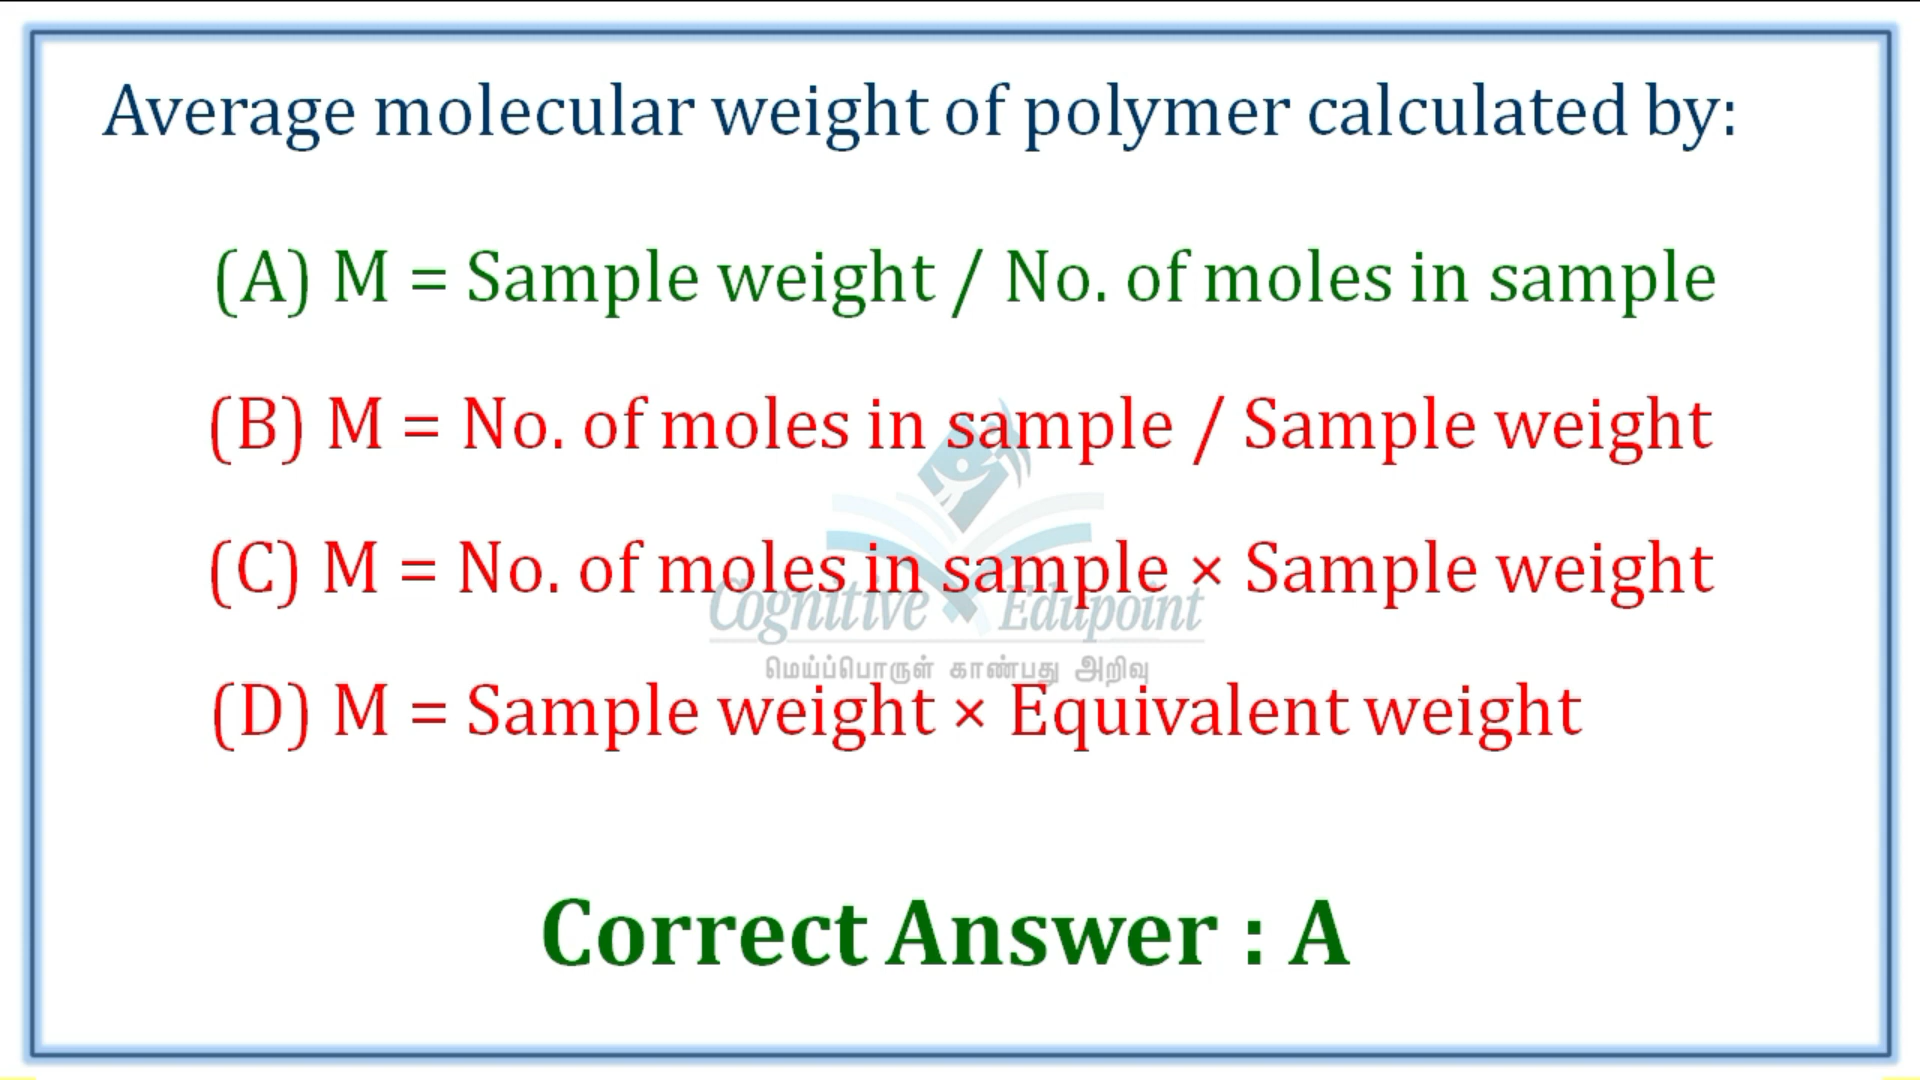 Average molecular weight of polymer calculated by:
(A) M = Sample weight / No. of moles in sample
(B) M = No. of moles in sample / Sample weight
(C) M = No. of moles in sample × Sample weight
Cognitive Edupoint
மெய்ப்பொருள் காண்பது அறிவு
(D) M = Sample weight × Equivalent weight
Correct Answer : A